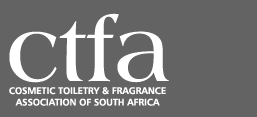 ctfa
COSMETIC TOILETRY & FRAGRANCE
ASSOCIATION OF SOUTH AFRICA